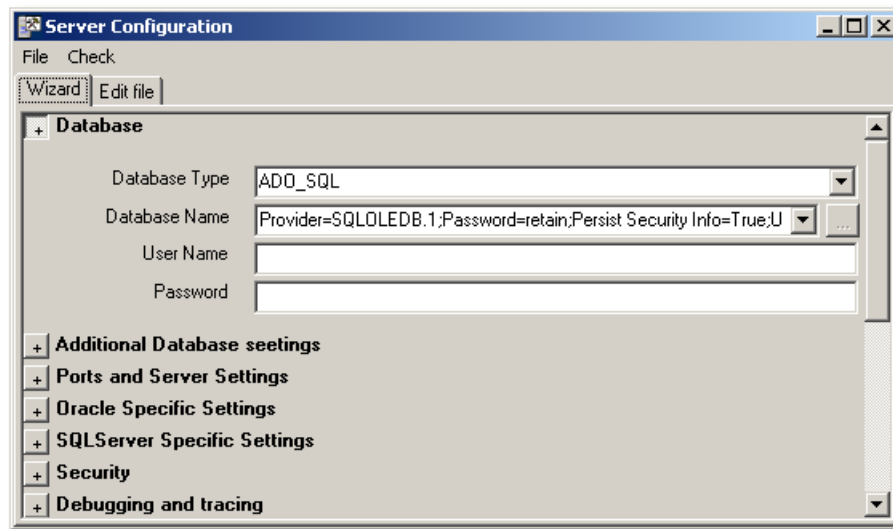 Server Configuration
File Check
Wizard Edit file
+ Database
Database Type ADO_SQL
Database Name Provider=SQLOLEDB.1;Password=retain;Persist Security Info=True;U ...
User Name
Password
+ Additional Database seetings
+ Ports and Server Settings
+ Oracle Specific Settings
+ SQLServer Specific Settings
+ Security
+ Debugging and tracing